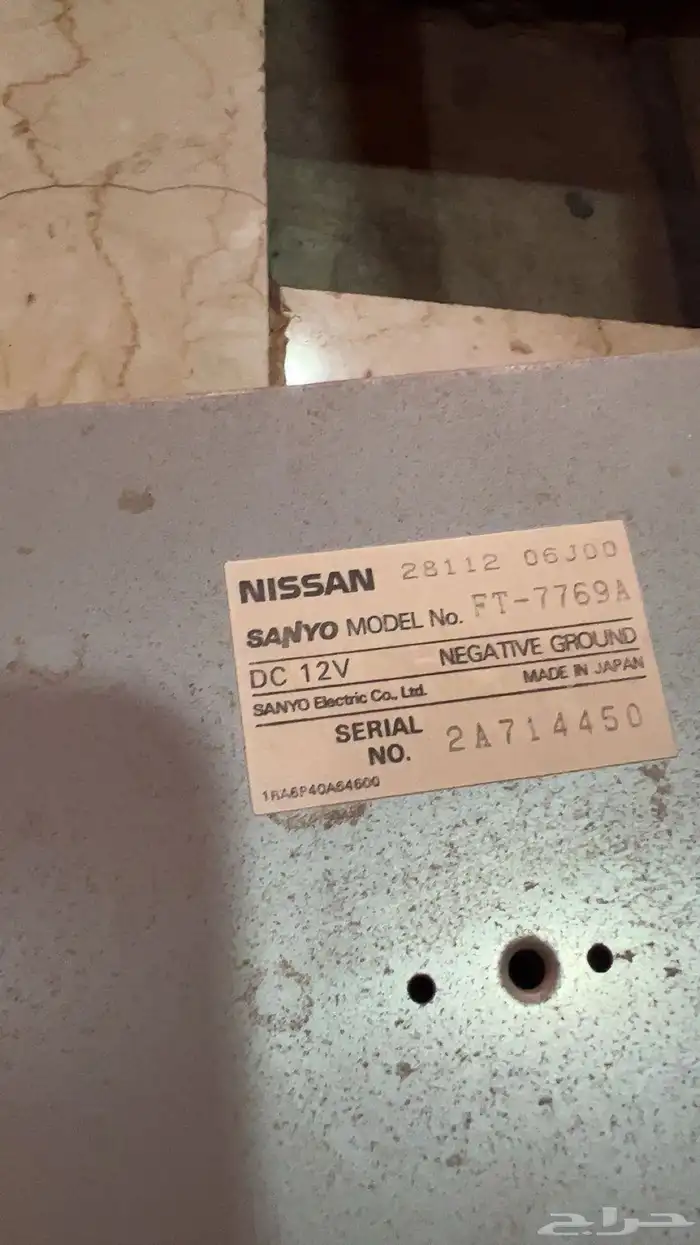 NISSAN 28112 06J00
SANYO MODEL No. FT-7769A
DC 12V NEGATIVE GROUND
SANYO Electric Co., Ltd. MADE IN JAPAN
SERIAL NO. 2A714450
1RA6P40A64600
حراج